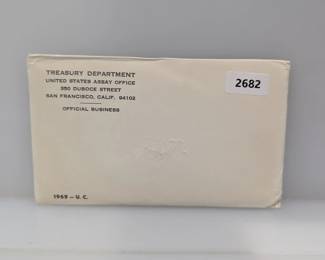 TREASURY DEPARTMENT
UNITED STATES ASSAY OFFICE
350 DUBOCE STREET
SAN FRANCISCO, CALIF. 94102
OFFICIAL BUSINESS
2682
1969 – U.C.